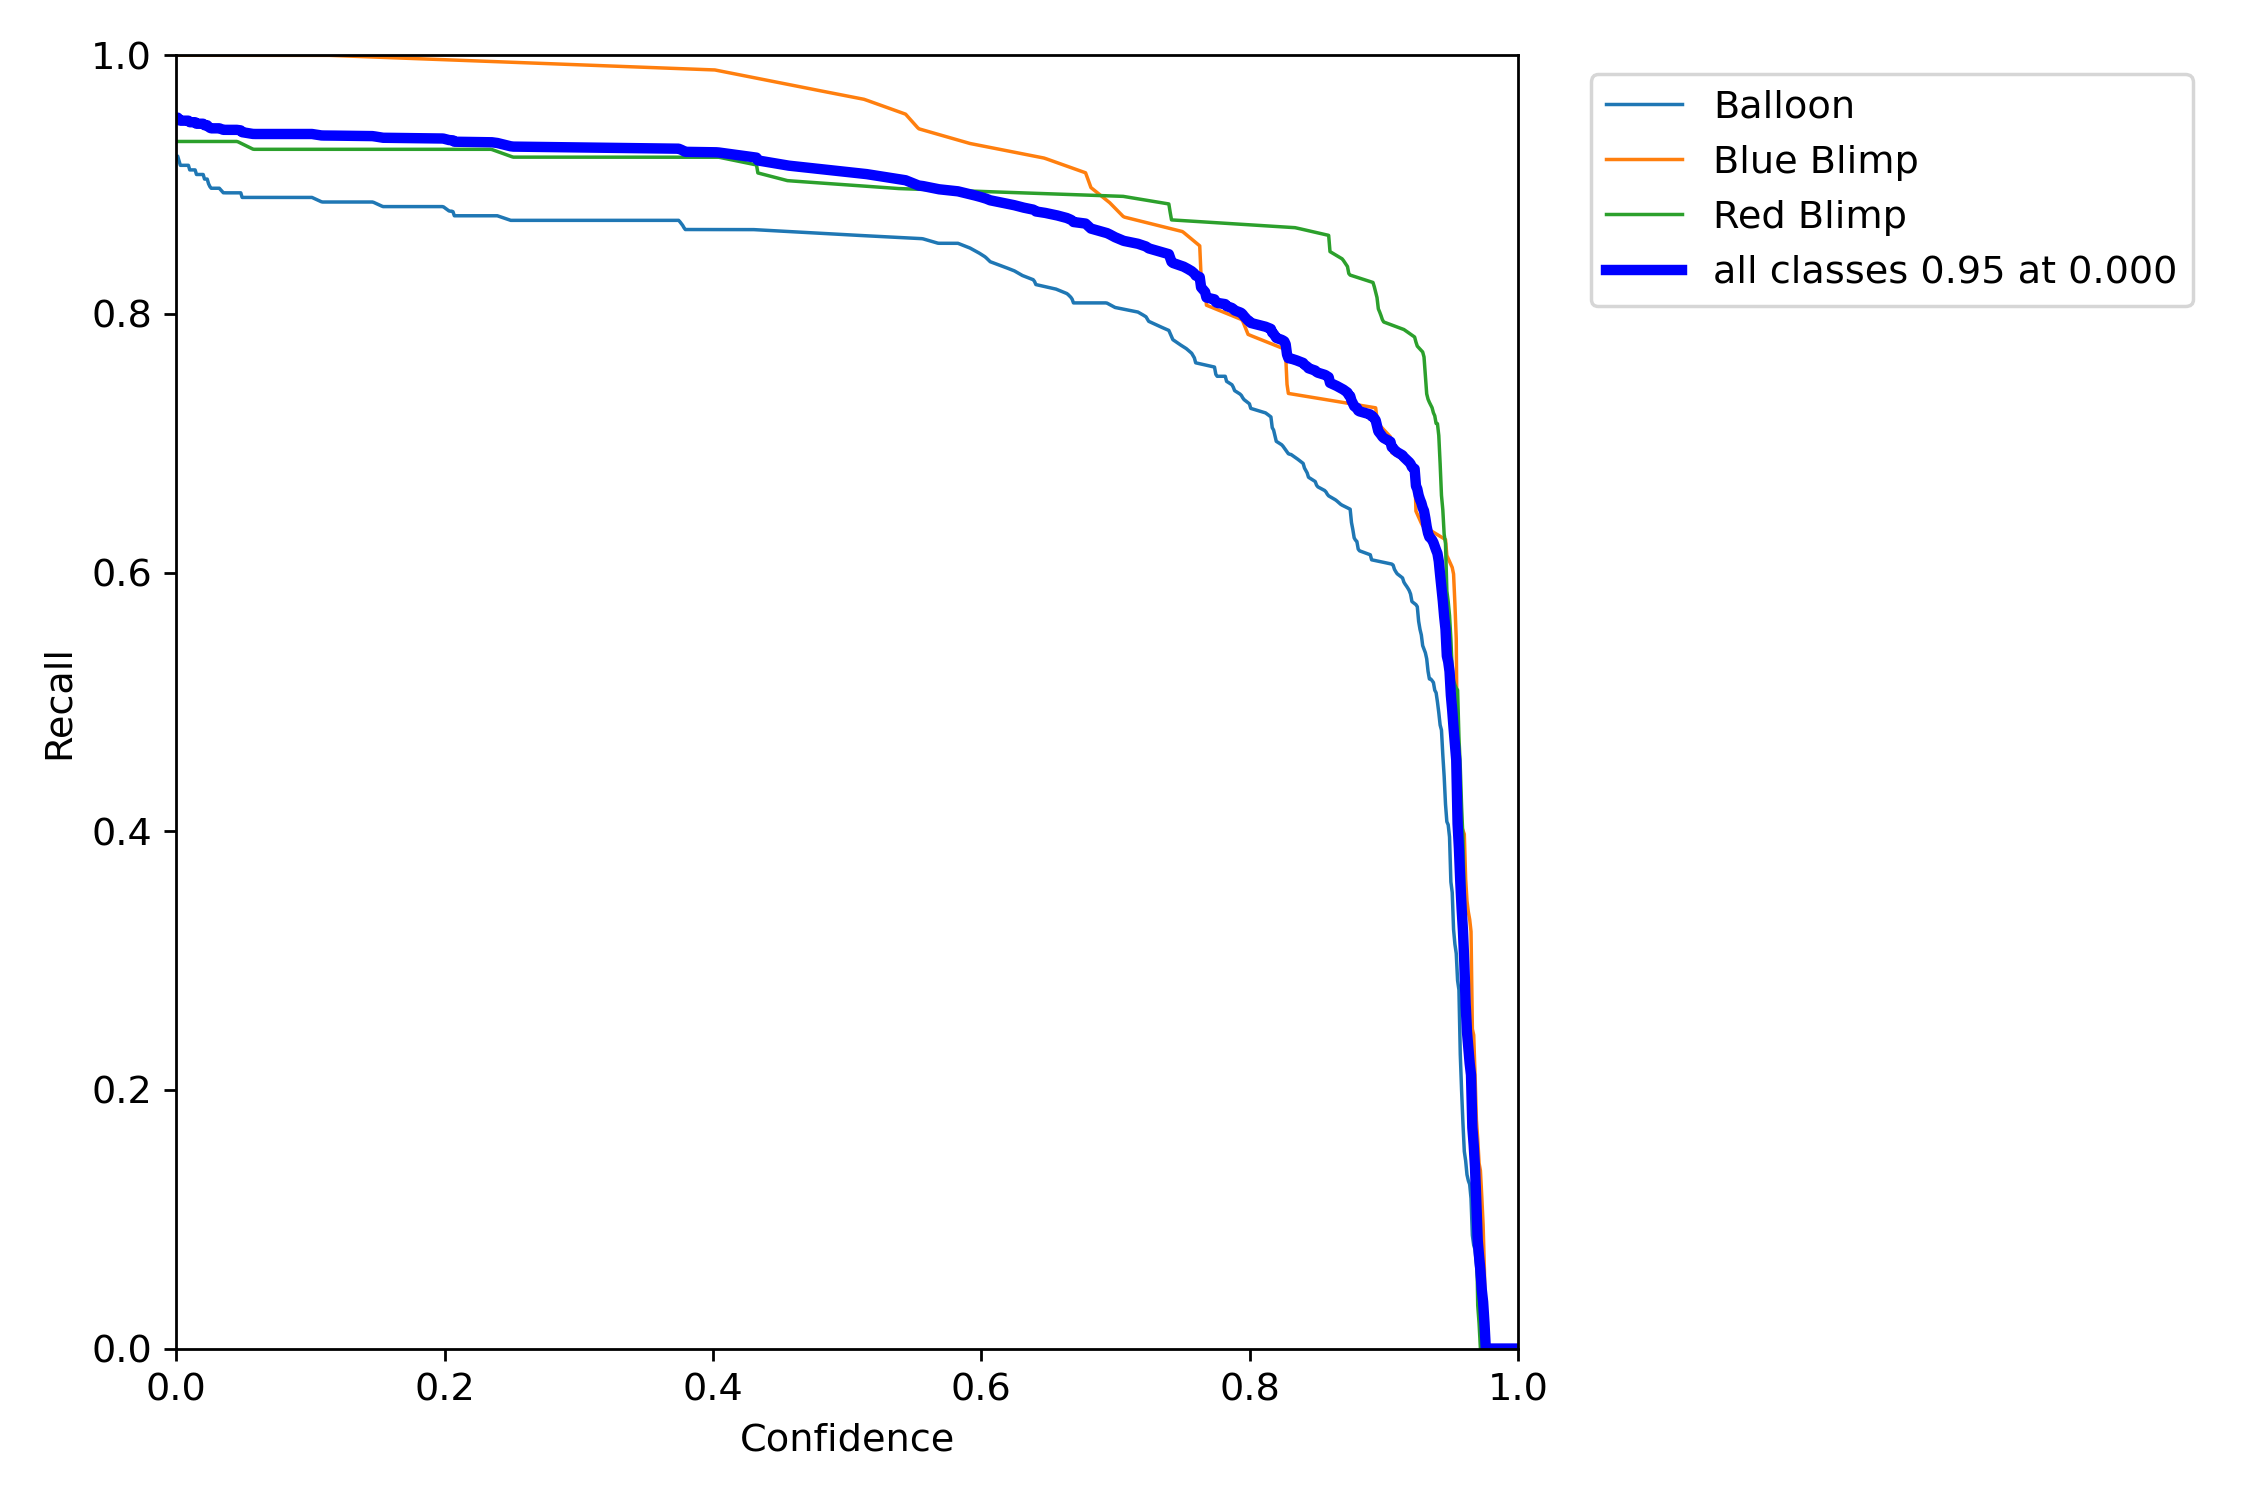 1.0
0.8
0.6
0.4
0.2
0.0
Recall
0.0 0.2 0.4 0.6 0.8 1.0
Confidence
Balloon
Blue Blimp
Red Blimp
all classes 0.95 at 0.000